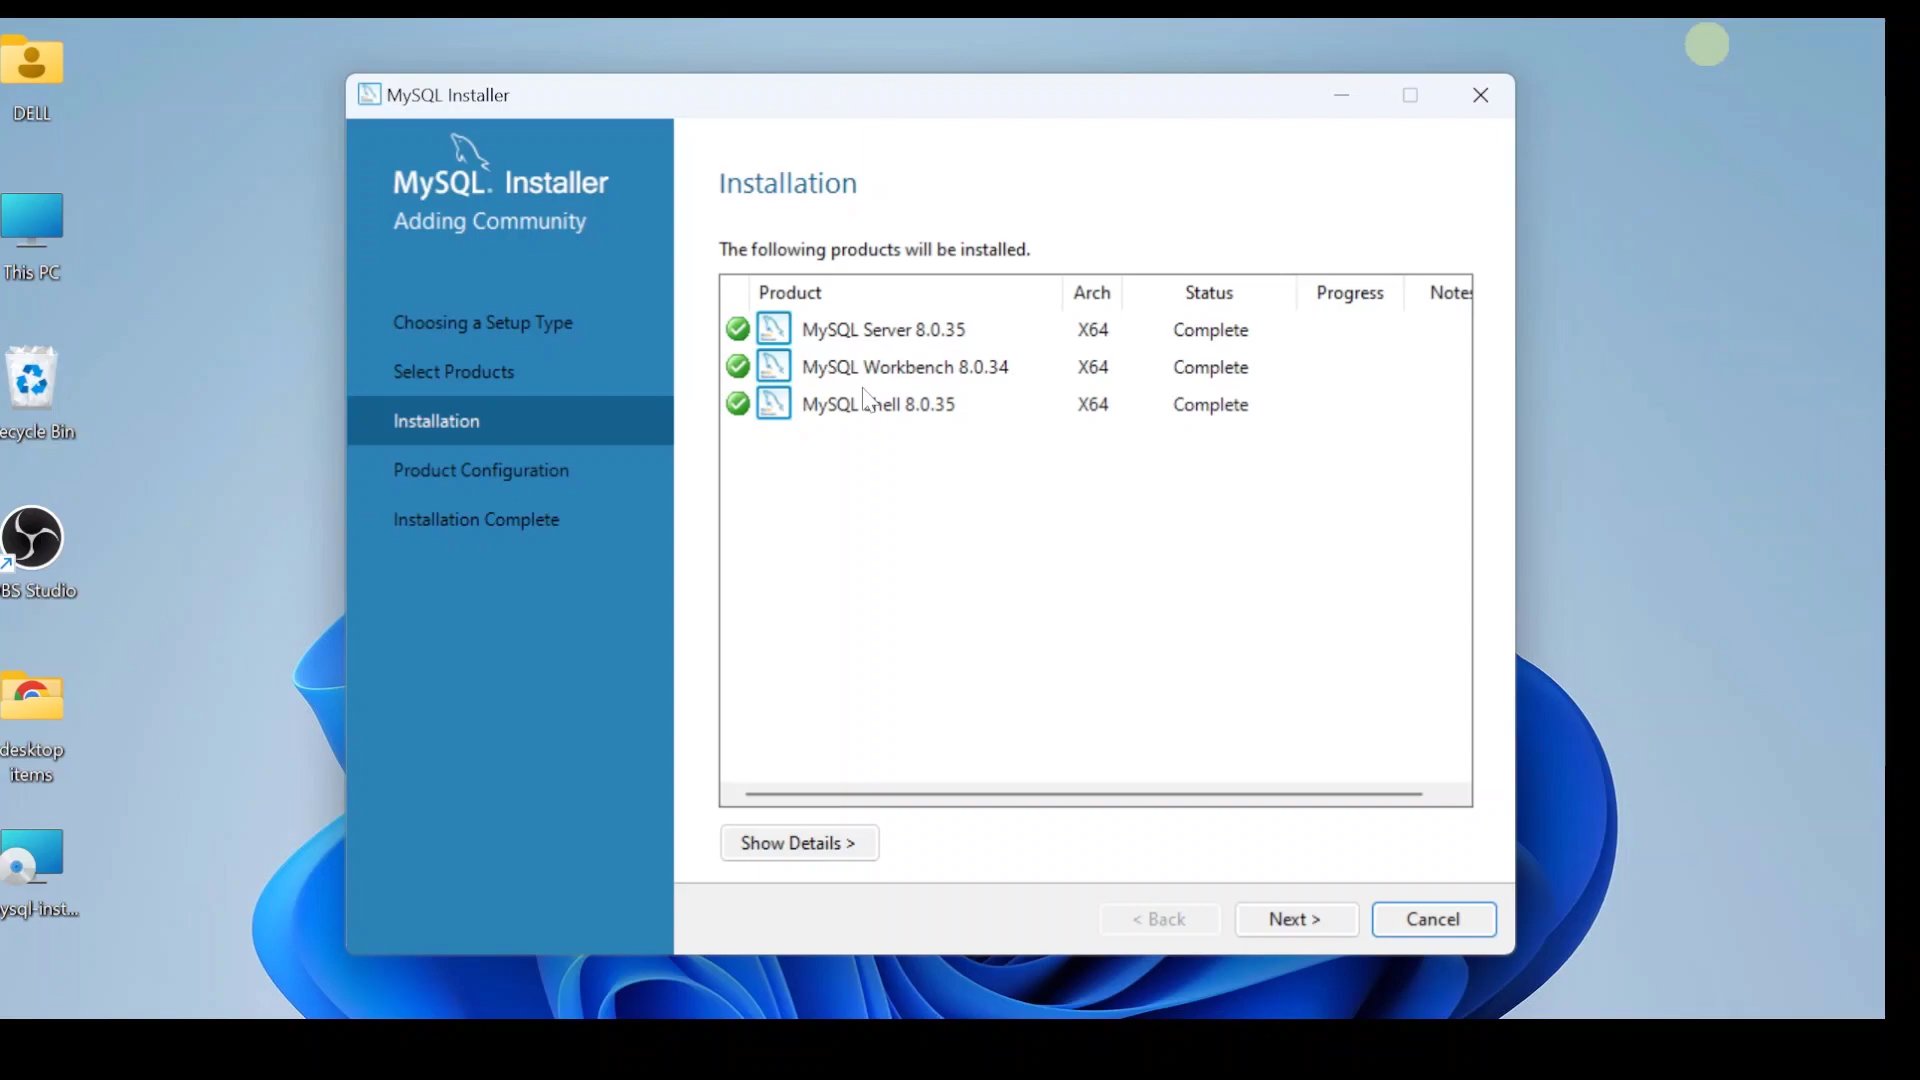 DELL
This PC
ecycle Bin
BS Studio
desktop
items
ysql-inst...
MySQL Installer
MySQL. Installer
Adding Community
Choosing a Setup Type
Select Products
Installation
Product Configuration
Installation Complete
Installation
The following products will be installed.
Product Arch Status Progress Notes
MySQL Server 8.0.35 X64 Complete
MySQL Workbench 8.0.34 X64 Complete
MySQL Shell 8.0.35 X64 Complete
Show Details >
< Back Next > Cancel